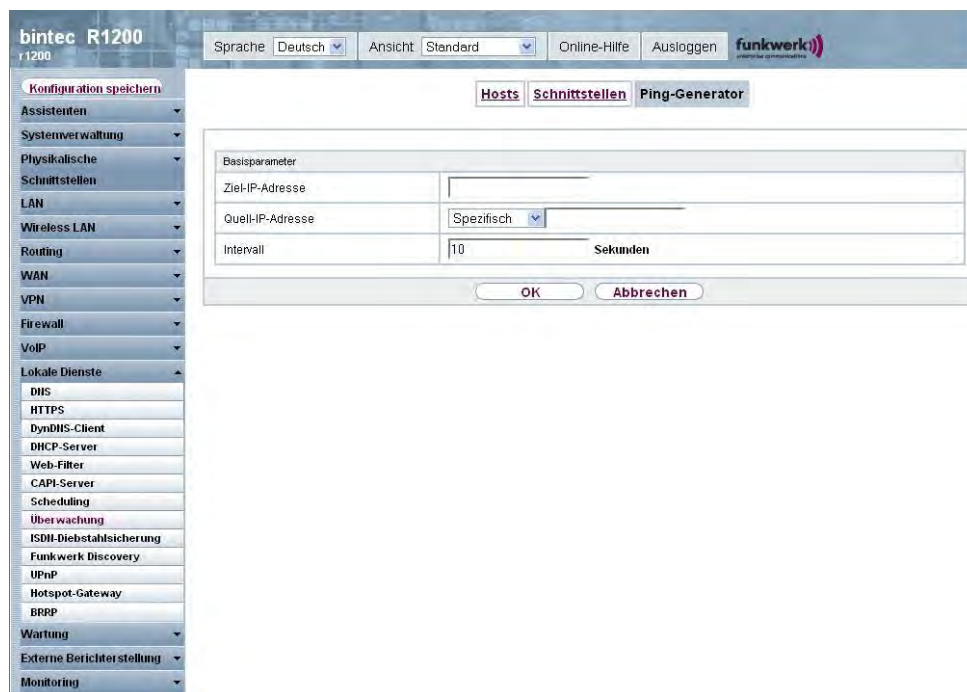 bintec R1200
r1200
Sprache Deutsch Ansicht Standard Online-Hilfe Ausloggen funkwerk
Konfiguration speichern
Assistenten
Systemverwaltung
Physikalische
Schnittstellen
LAN
Wireless LAN
Routing
WAN
VPN
Firewall
VoIP
Lokale Dienste
DNS
HTTPS
DynDNS-Client
DHCP-Server
Web-Filter
CAPI-Server
Scheduling
Überwachung
ISDN-Diebstahlsicherung
Funkwerk Discovery
UPnP
Hotspot-Gateway
BRRP
Wartung
Externe Berichterstellung
Monitoring
Hosts Schnittstellen Ping-Generator
Basisparameter
Ziel-IP-Adresse
Quell-IP-Adresse Spezifisch
Intervall 10 Sekunden
OK Abbrechen